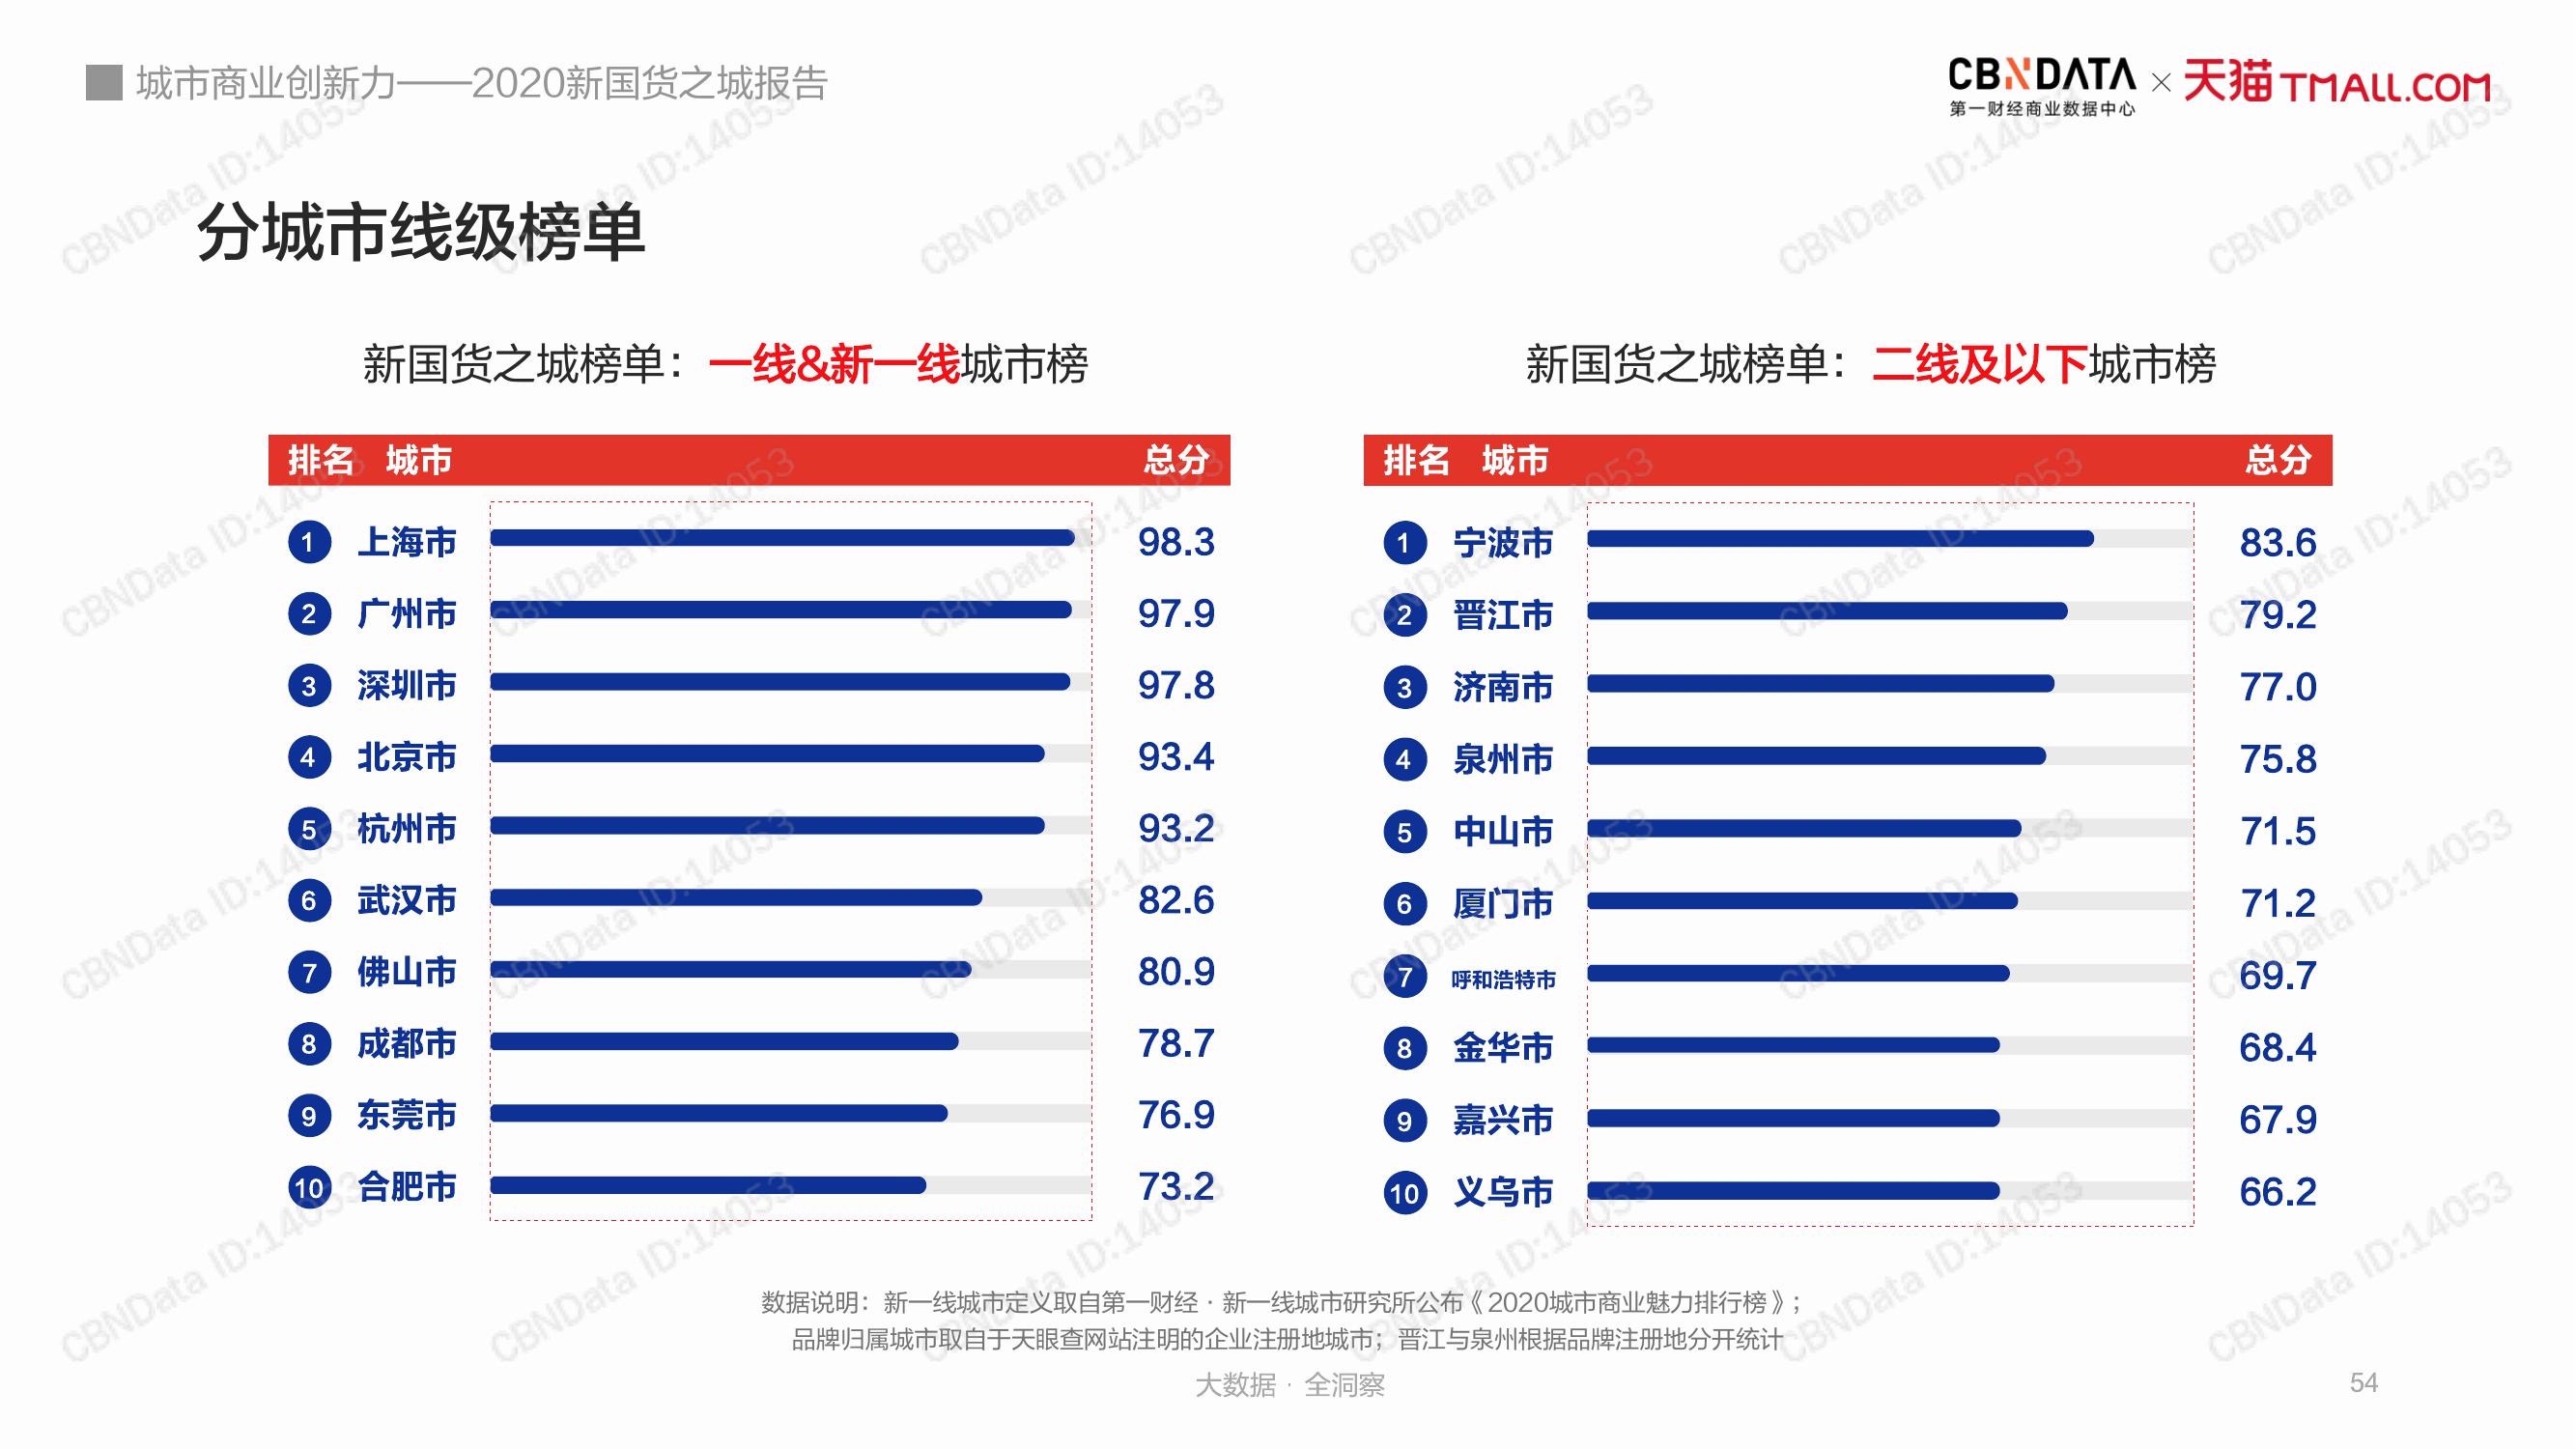 城市商业创新力——2020新国货之城报告
CBNDATA × 天猫 TMALL.COM
第一财经商业数据中心
分城市线级榜单
新国货之城榜单：一线&新一线城市榜
排名 城市 总分
1 上海市 98.3
2 广州市 97.9
3 深圳市 97.8
4 北京市 93.4
5 杭州市 93.2
6 武汉市 82.6
7 佛山市 80.9
8 成都市 78.7
9 东莞市 76.9
10 合肥市 73.2
新国货之城榜单：二线及以下城市榜
排名 城市 总分
1 宁波市 83.6
2 晋江市 79.2
3 济南市 77.0
4 泉州市 75.8
5 中山市 71.5
6 厦门市 71.2
7 呼和浩特市 69.7
8 金华市 68.4
9 嘉兴市 67.9
10 义乌市 66.2
数据说明：新一线城市定义取自第一财经 · 新一线城市研究所公布《2020城市商业魅力排行榜》；
品牌归属城市取自于天眼查网站注明的企业注册地城市；晋江与泉州根据品牌注册地分开统计
大数据 · 全洞察
54
CBNData ID:14053